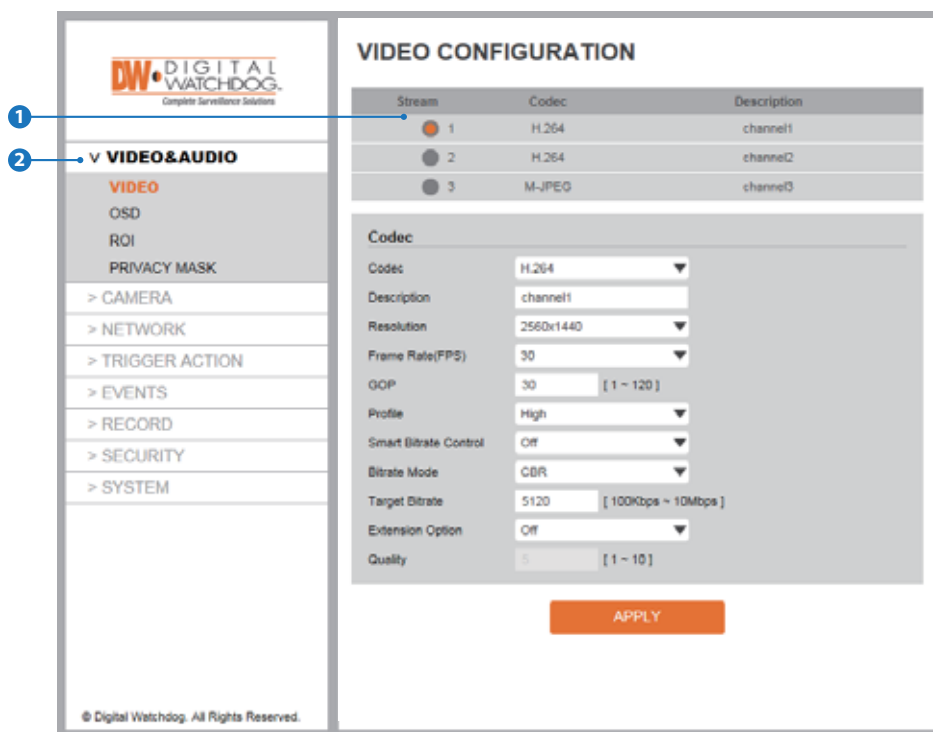 DW DIGITAL
WATCHDOG
Complete Surveillance Solutions
1
2
V VIDEO&AUDIO
VIDEO
OSD
ROI
PRIVACY MASK
> CAMERA
> NETWORK
> TRIGGER ACTION
> EVENTS
> RECORD
> SECURITY
> SYSTEM
© Digital Watchdog. All Rights Reserved.
VIDEO CONFIGURATION
Stream Codec Description
1 H.264 channel1
2 H.264 channel2
3 M-JPEG channel3
Codec
Codec H.264
Description channel1
Resolution 2560x1440
Frame Rate(FPS) 30
GOP 30 [ 1 ~ 120 ]
Profile High
Smart Bitrate Control Off
Bitrate Mode CBR
Target Bitrate 5120 [ 100Kbps ~ 10Mbps ]
Extension Option Off
Quality 5 [ 1 ~ 10 ]
APPLY